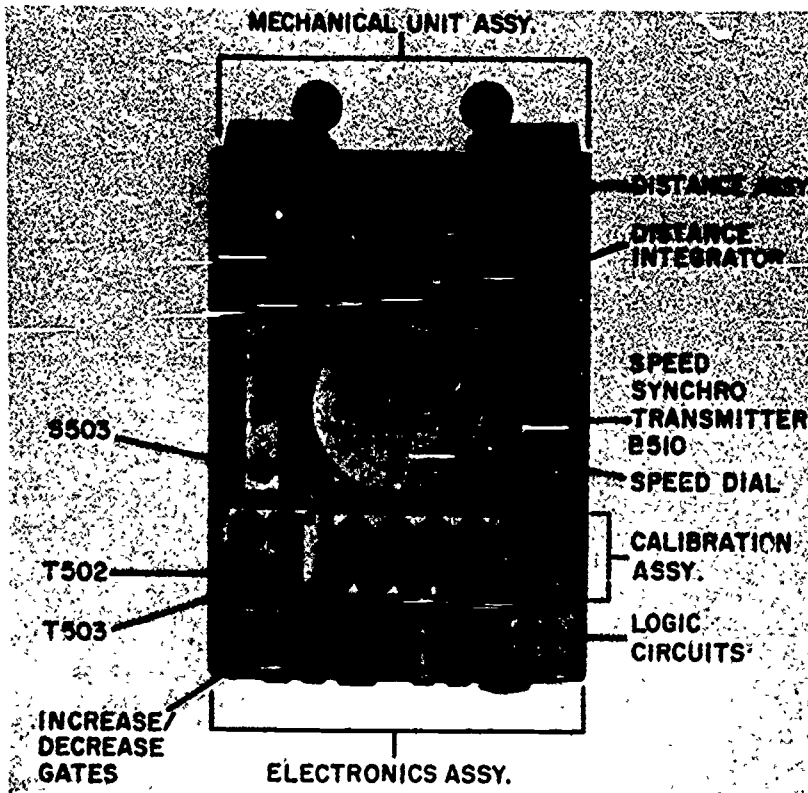 MECHANICAL UNIT ASSY.
DISTANCE ASSY
DISTANCE
INTEGRATOR
SPEED
SYNCHRO
TRANSMITTER
B510
SPEED DIAL
S503
CALIBRATION
ASSY.
T502
T503
LOGIC
CIRCUITS
INCREASE/
DECREASE
GATES
ELECTRONICS ASSY.